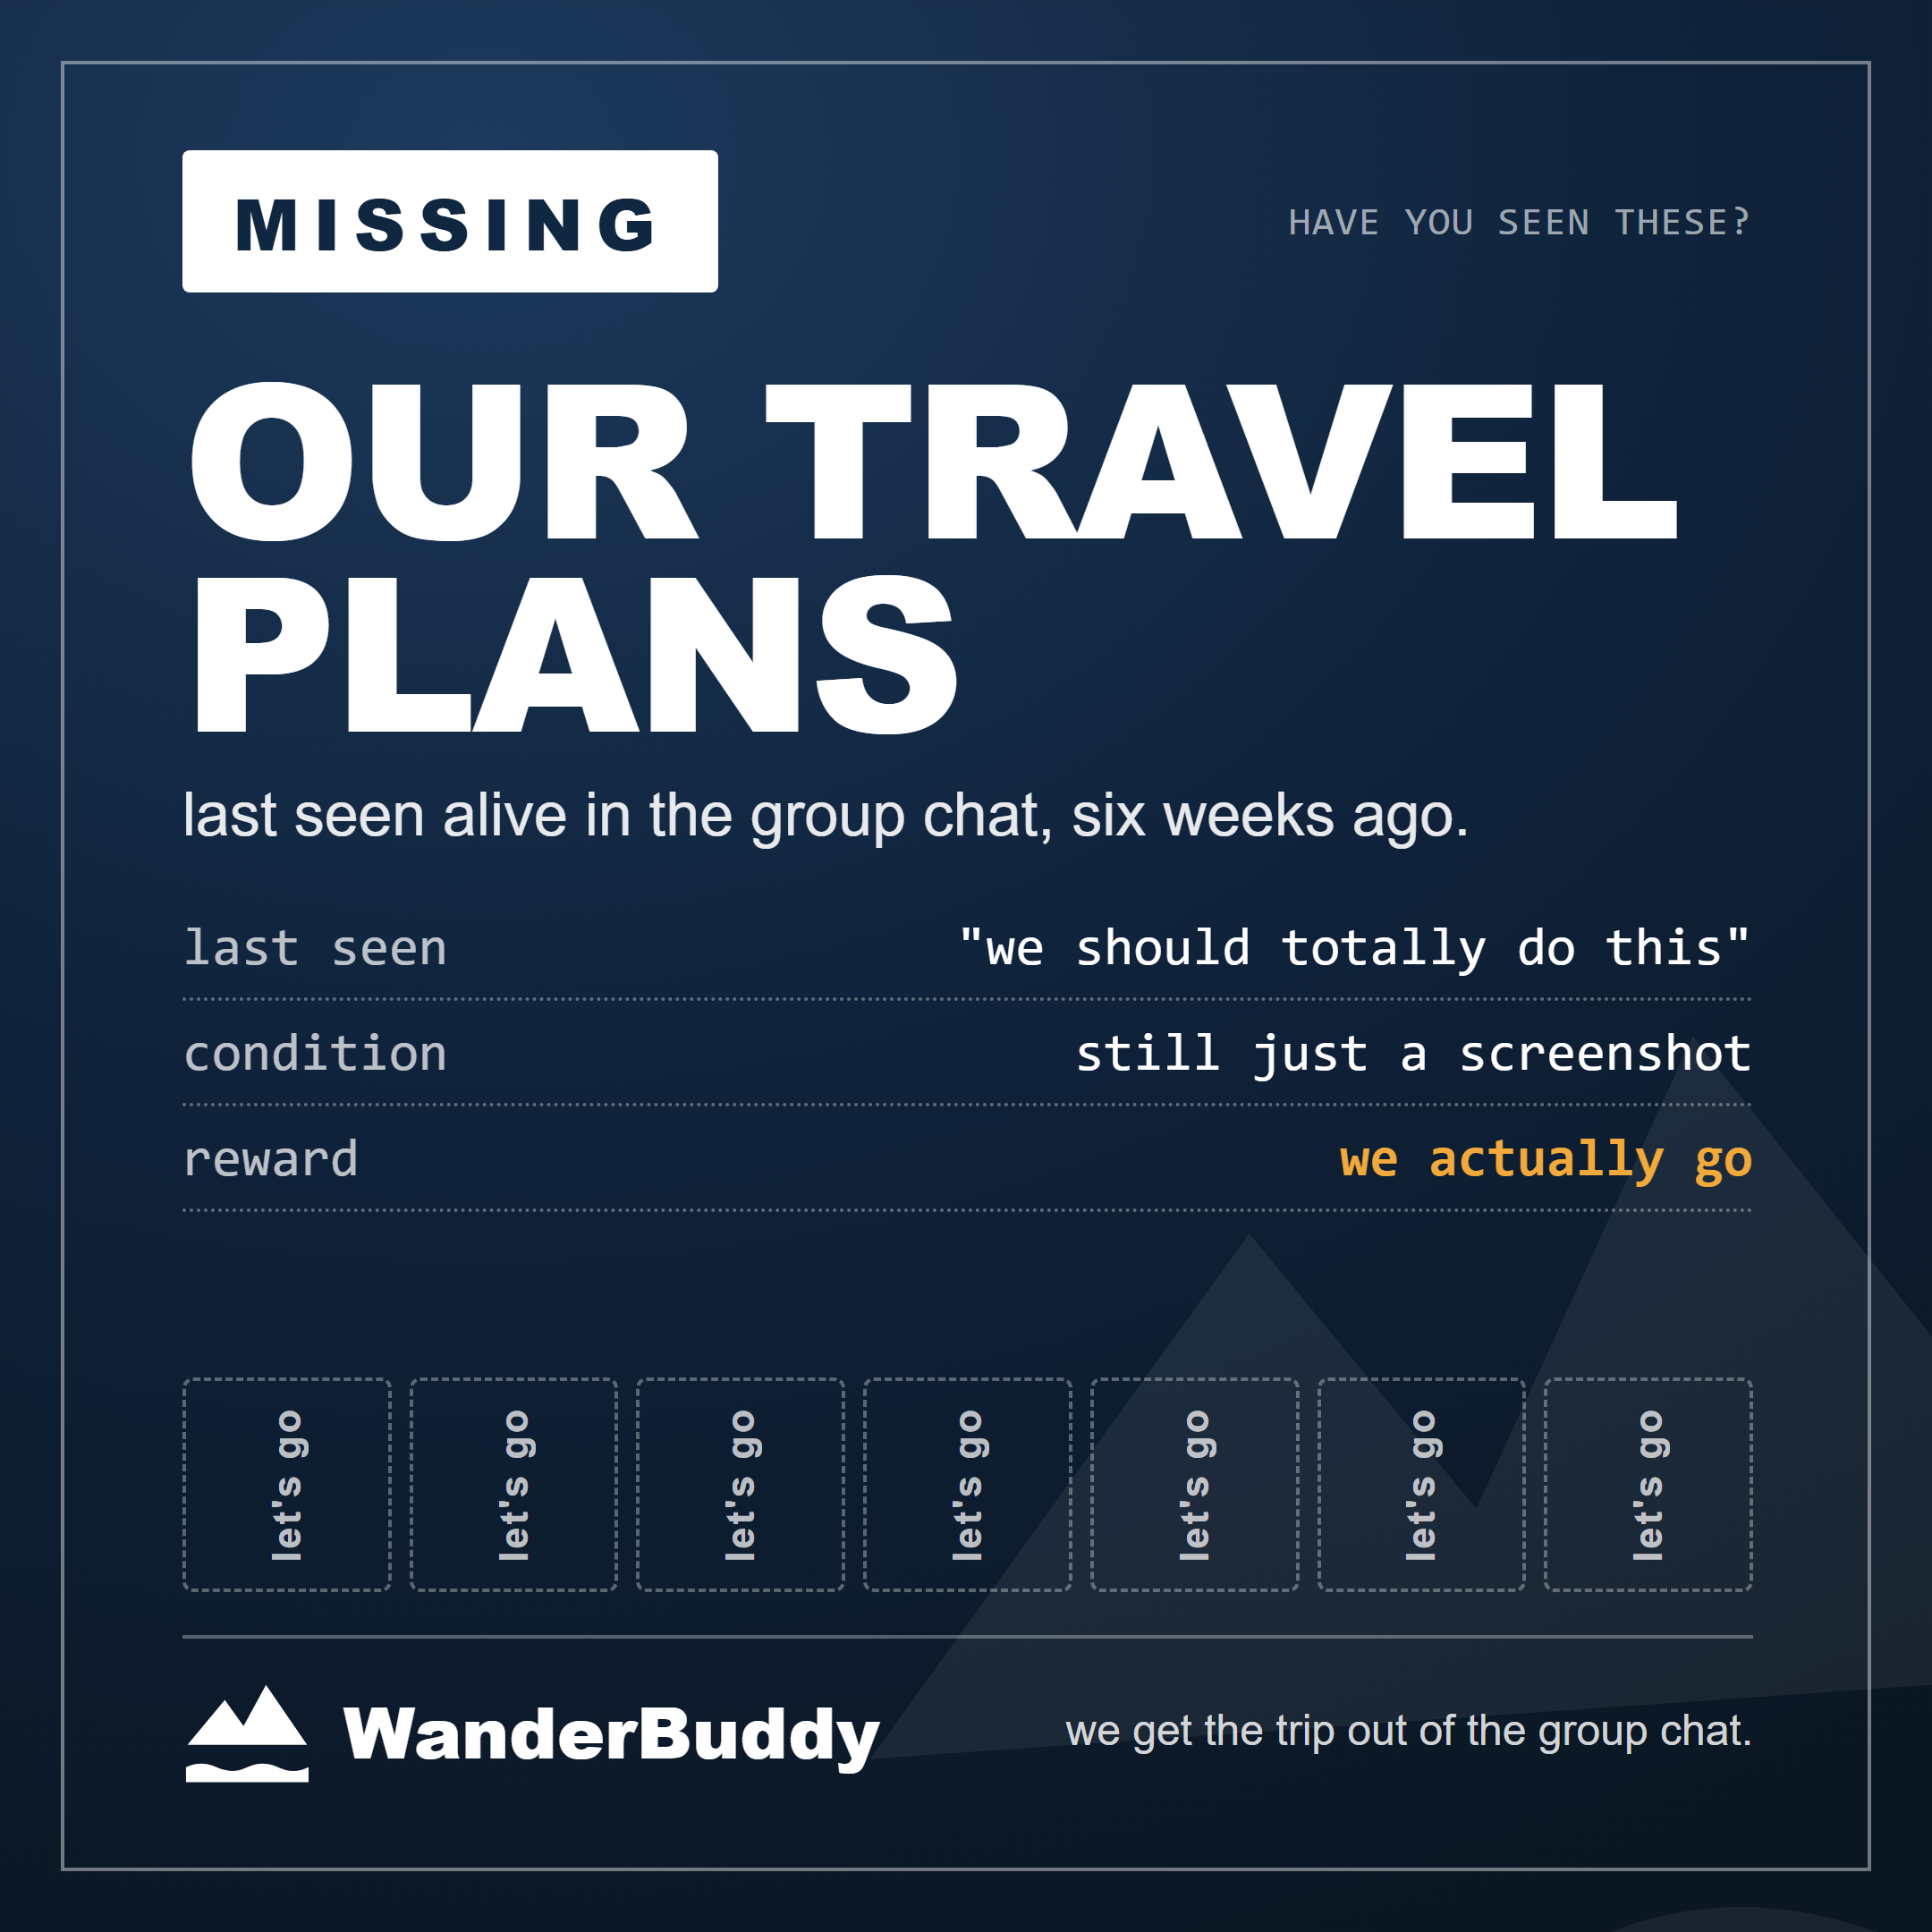 MISSING
HAVE YOU SEEN THESE?
OUR TRAVEL
PLANS
last seen alive in the group chat, six weeks ago.
last seen "we should totally do this"
condition still just a screenshot
reward we actually go
let's go let's go let's go let's go let's go let's go let's go
WanderBuddy
we get the trip out of the group chat.